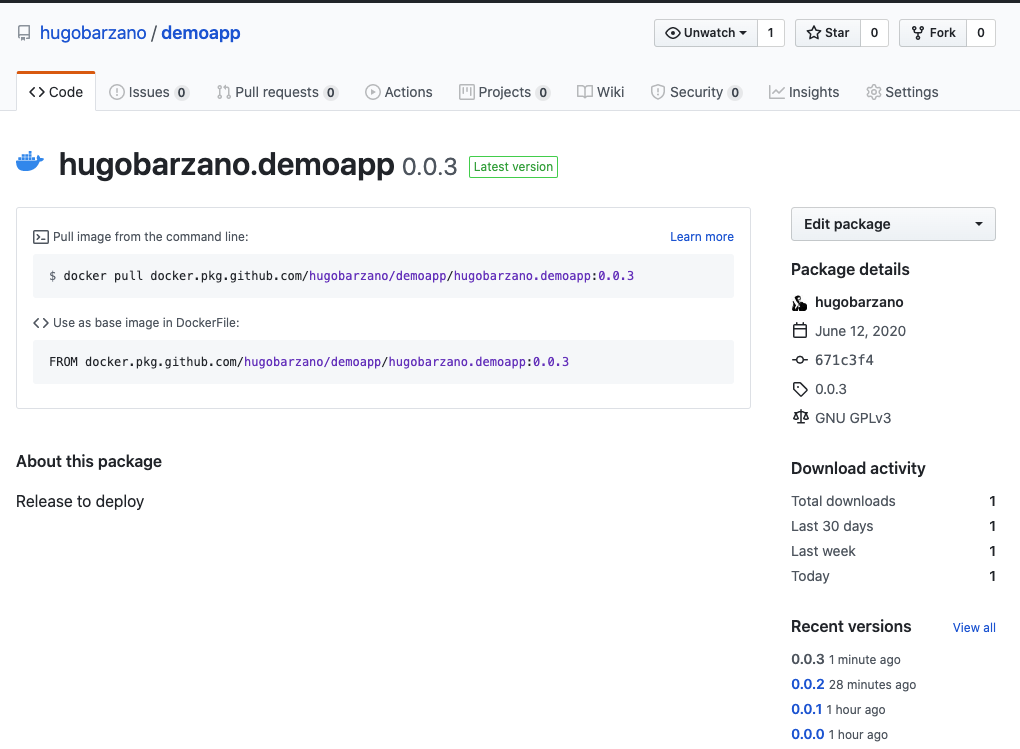 hugobarzano / demoapp
Unwatch 1 Star 0 Fork 0
Code Issues 0 Pull requests 0 Actions Projects 0 Wiki Security 0 Insights Settings
hugobarzano.demoapp 0.0.3 Latest version
Pull image from the command line: Learn more
$ docker pull docker.pkg.github.com/hugobarzano/demoapp/hugobarzano.demoapp:0.0.3
Use as base image in DockerFile:
FROM docker.pkg.github.com/hugobarzano/demoapp/hugobarzano.demoapp:0.0.3
About this package
Release to deploy
Edit package
Package details
hugobarzano
June 12, 2020
671c3f4
0.0.3
GNU GPLv3
Download activity
Total downloads 1
Last 30 days 1
Last week 1
Today 1
Recent versions View all
0.0.3 1 minute ago
0.0.2 28 minutes ago
0.0.1 1 hour ago
0.0.0 1 hour ago